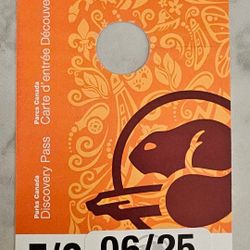 Parks Canada
Discovery Pass
Parcs Canada
Carte d'entrée Découverte
06/25